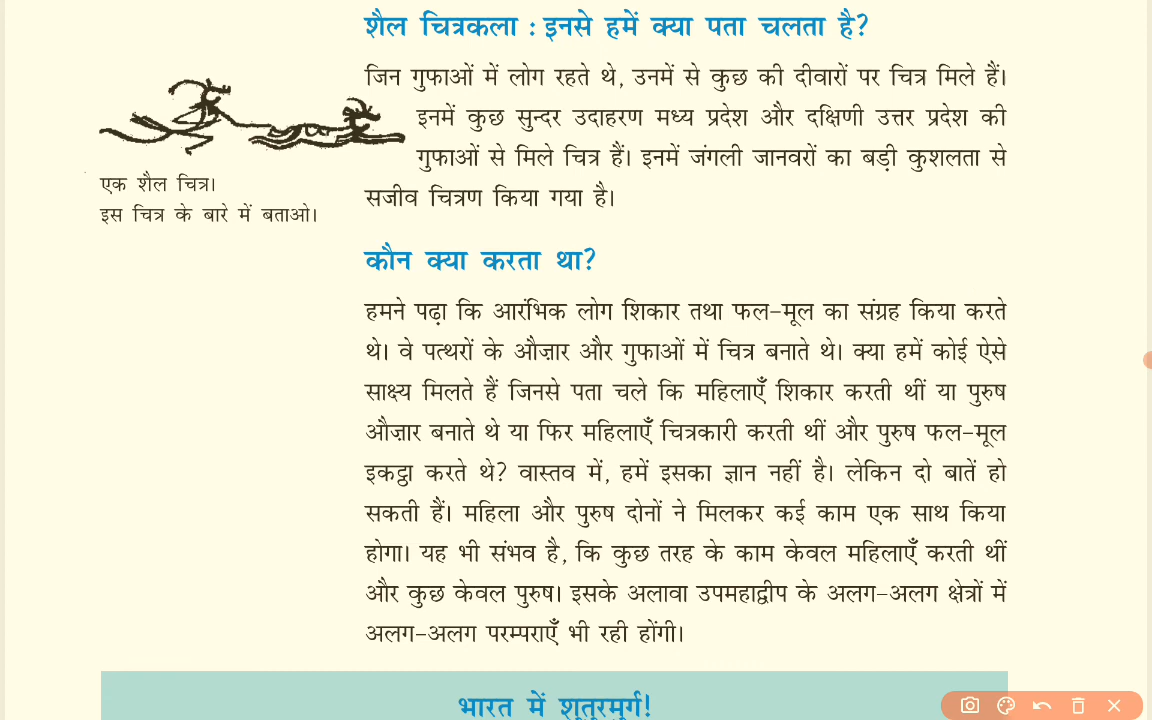 शैल चित्रकला : इनसे हमें क्या पता चलता है?
जिन गुफाओं में लोग रहते थे, उनमें से कुछ की दीवारों पर चित्र मिले हैं।
इनमें कुछ सुन्दर उदाहरण मध्य प्रदेश और दक्षिणी उत्तर प्रदेश की
गुफाओं से मिले चित्र हैं। इनमें जंगली जानवरों का बड़ी कुशलता से
सजीव चित्रण किया गया है।
एक शैल चित्र।
इस चित्र के बारे में बताओ।
कौन क्या करता था?
हमने पढ़ा कि आरंभिक लोग शिकार तथा फल-मूल का संग्रह किया करते
थे। वे पत्थरों के औज़ार और गुफाओं में चित्र बनाते थे। क्या हमें कोई ऐसे
साक्ष्य मिलते हैं जिनसे पता चले कि महिलाएँ शिकार करती थीं या पुरुष
औज़ार बनाते थे या फिर महिलाएँ चित्रकारी करती थीं और पुरुष फल-मूल
इकट्ठा करते थे? वास्तव में, हमें इसका ज्ञान नहीं है। लेकिन दो बातें हो
सकती हैं। महिला और पुरुष दोनों ने मिलकर कई काम एक साथ किया
होगा। यह भी संभव है, कि कुछ तरह के काम केवल महिलाएँ करती थीं
और कुछ केवल पुरुष। इसके अलावा उपमहाद्वीप के अलग-अलग क्षेत्रों में
अलग-अलग परम्पराएँ भी रही होंगी।
भारत में शुतुरमुर्ग!